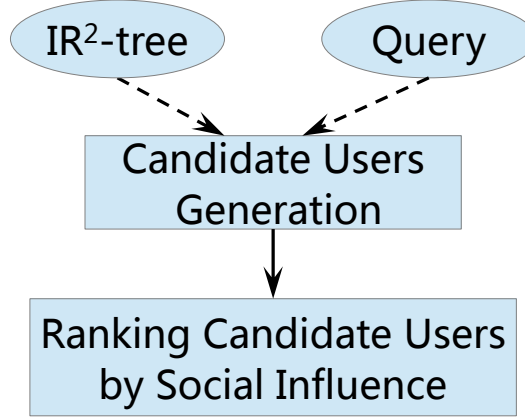 IR²-tree
Query
Candidate Users
Generation
Ranking Candidate Users
by Social Influence